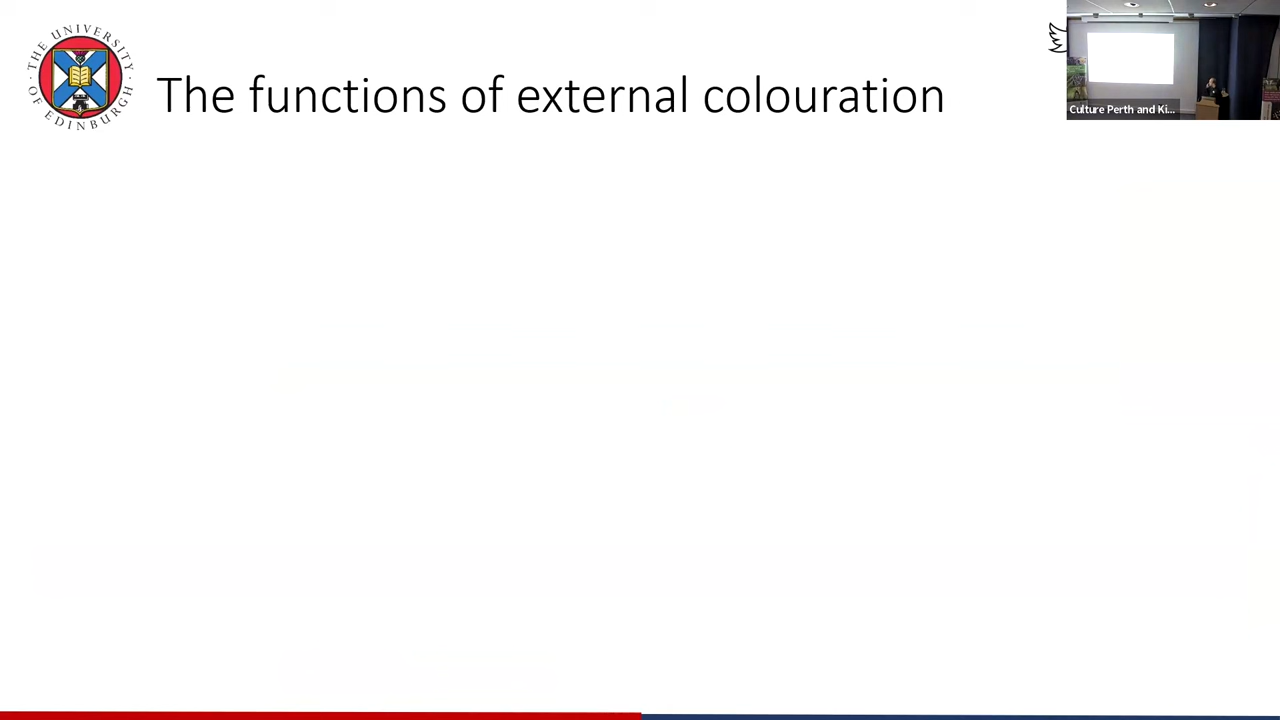 THE UNIVERSITY
OF EDINBURGH
The functions of external colouration
Culture Perth and Ki...